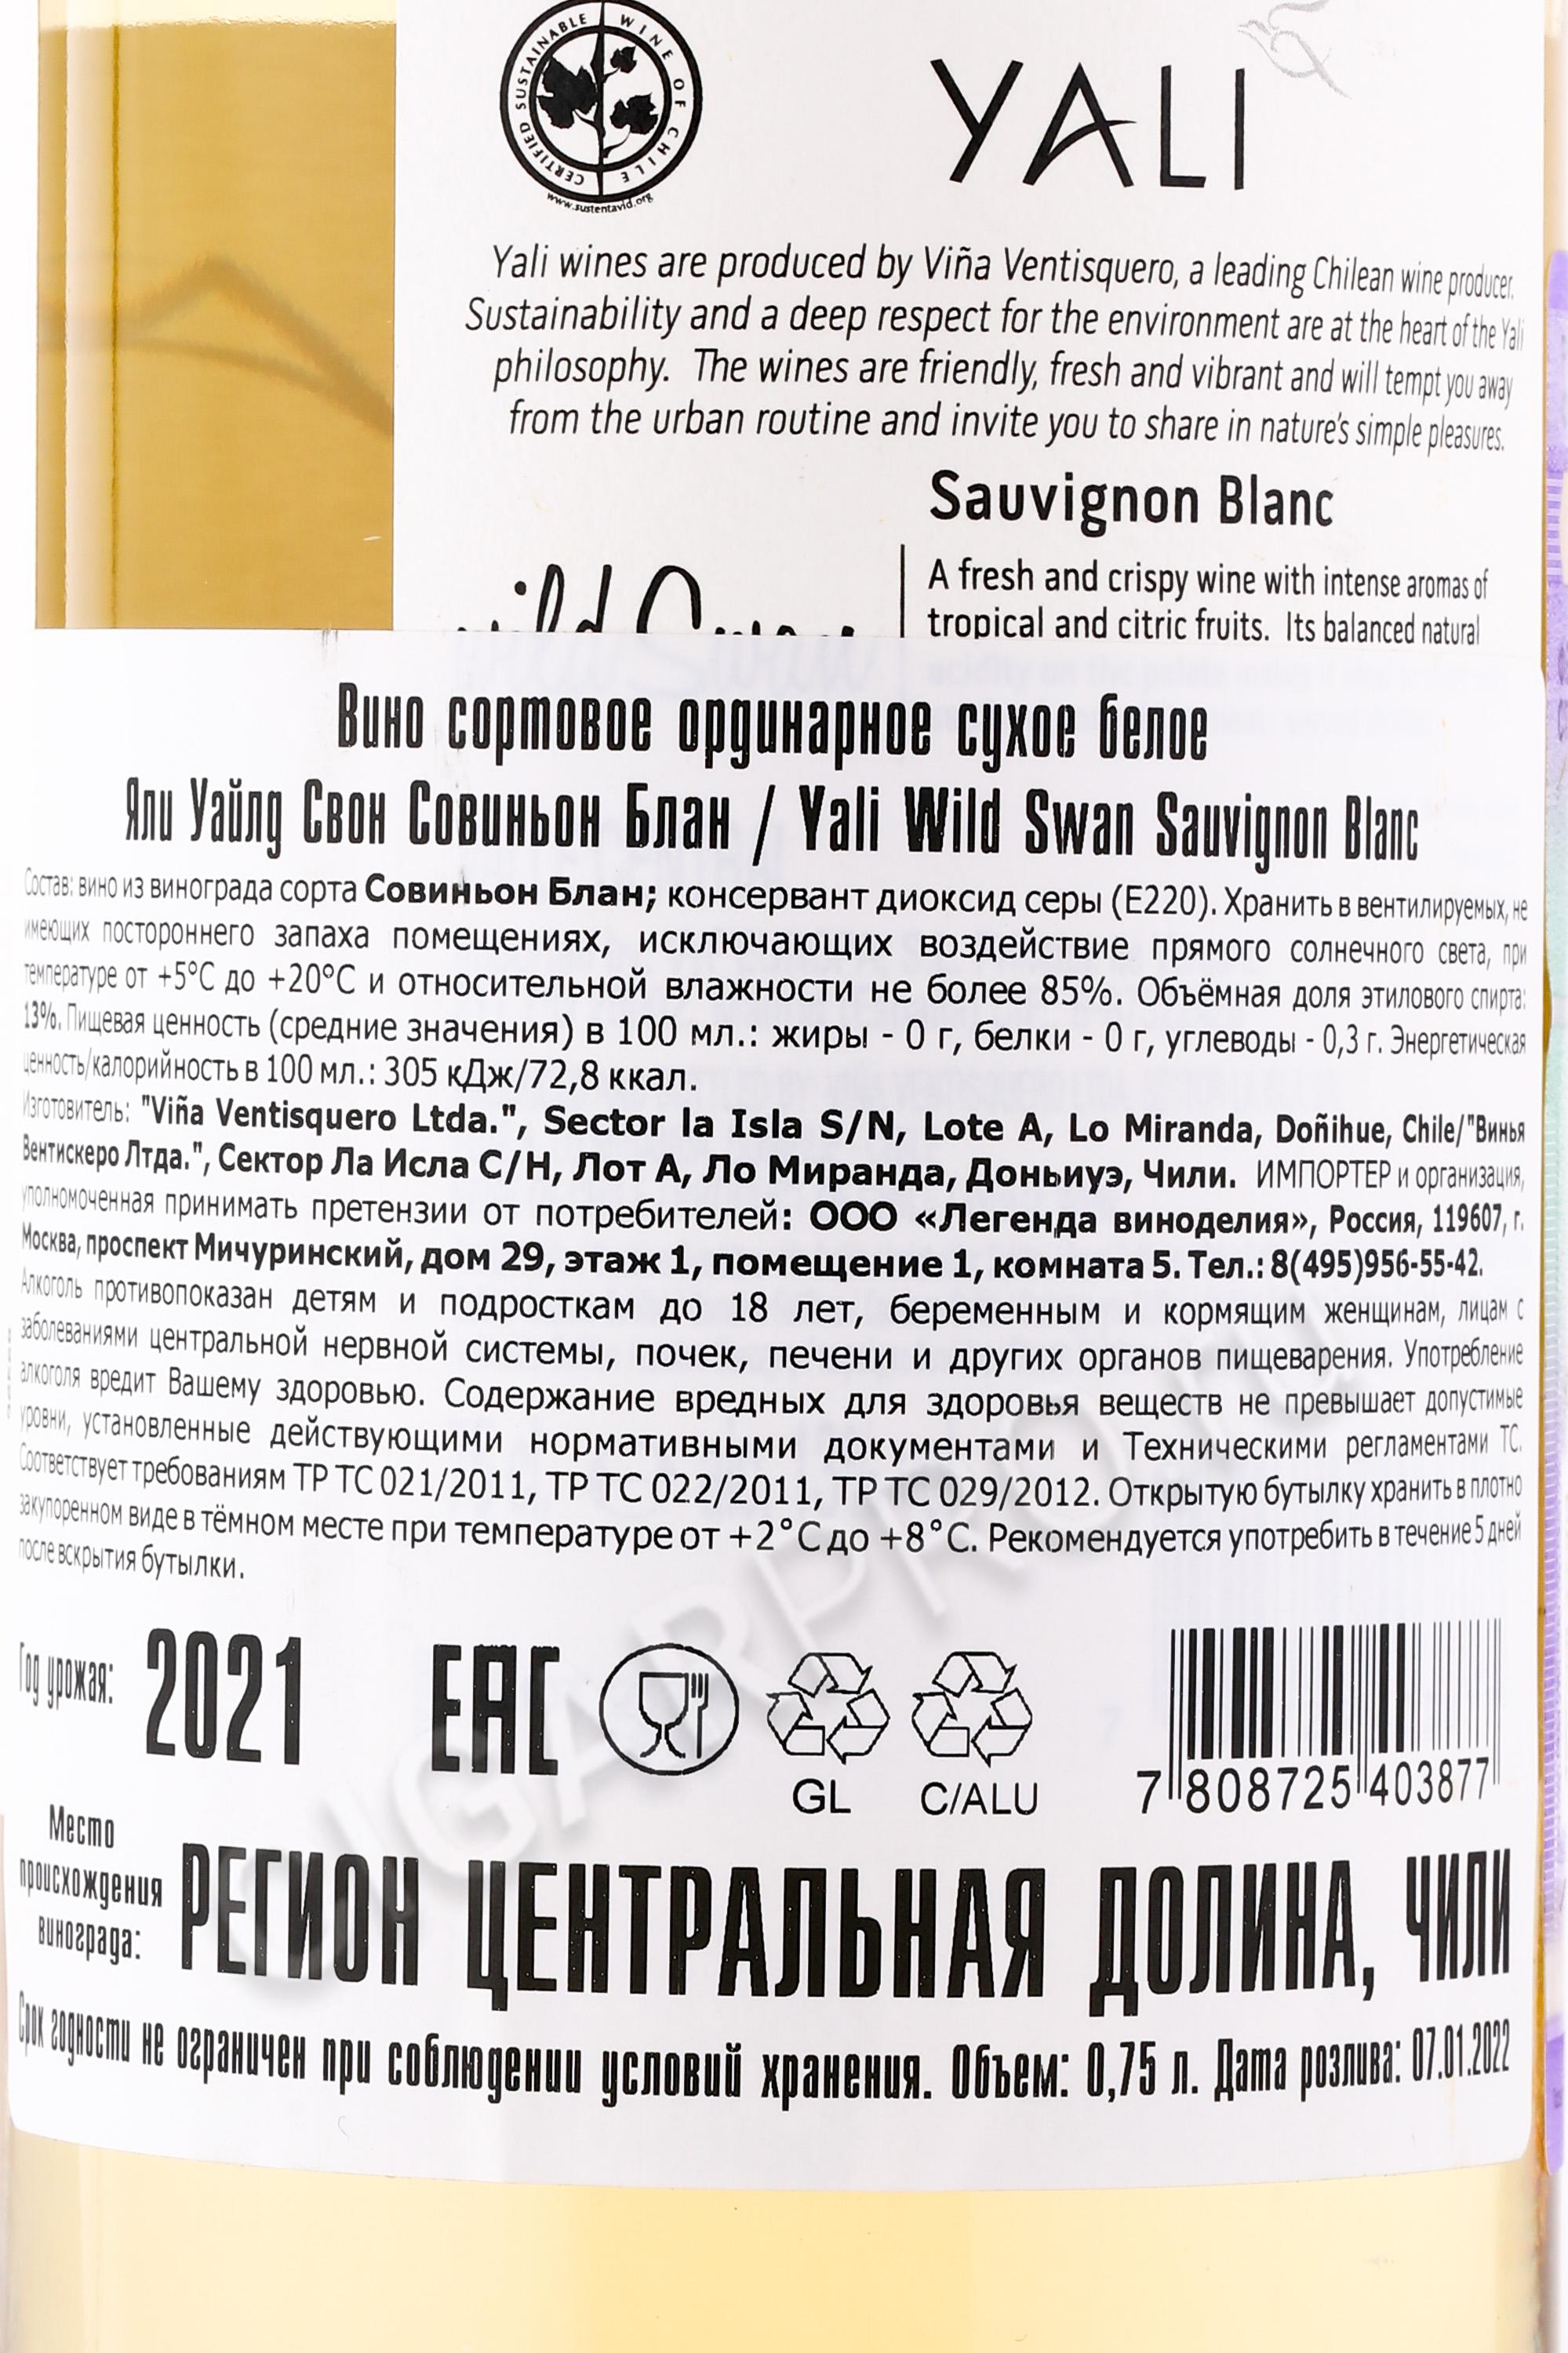 CERTIFIED SUSTAINABLE WINE OF CHILE
www.sustentavid.org
YALI
Yali wines are produced by Viña Ventisquero, a leading Chilean wine producer.
Sustainability and a deep respect for the environment are at the heart of the Yali
philosophy. The wines are friendly, fresh and vibrant and will tempt you away
from the urban routine and invite you to share in nature's simple pleasures.
Sauvignon Blanc
A fresh and crispy wine with intense aromas of
wild Swan
tropical and citric fruits. Its balanced natural
Вино сортовое ординарное сухое белое
Яли Уайлд Свон Совиньон Блан / Yali Wild Swan Sauvignon Blanc
Состав: вино из винограда сорта Совиньон Блан; консервант диоксид серы (Е220). Хранить в вентилируемых, не
имеющих постороннего запаха помещениях, исключающих воздействие прямого солнечного света, при
температуре от +5°С до +20°С и относительной влажности не более 85%. Объёмная доля этилового спирта:
13%. Пищевая ценность (средние значения) в 100 мл.: жиры - 0 г, белки - 0 г, углеводы - 0,3 г. Энергетическая
ценность/калорийность в 100 мл.: 305 кДж/72,8 ккал.
Изготовитель: "Viña Ventisquero Ltda.", Sector la Isla S/N, Lote A, Lo Miranda, Doñihue, Chile/"Винья
Вентискеро Лтда.", Сектор Ла Исла С/Н, Лот А, Ло Миранда, Доньиуэ, Чили. ИМПОРТЕР и организация,
уполномоченная принимать претензии от потребителей: ООО «Легенда виноделия», Россия, 119607, г.
Москва, проспект Мичуринский, дом 29, этаж 1, помещение 1, комната 5. Тел.: 8(495)956-55-42.
Алкоголь противопоказан детям и подросткам до 18 лет, беременным и кормящим женщинам, лицам с
заболеваниями центральной нервной системы, почек, печени и других органов пищеварения. Употребление
алкоголя вредит Вашему здоровью. Содержание вредных для здоровья веществ не превышает допустимые
уровни, установленные действующими нормативными документами и Техническими регламентами ТС.
Соответствует требованиям ТР ТС 021/2011, ТР ТС 022/2011, ТР ТС 029/2012. Открытую бутылку хранить в плотно
закупоренном виде в тёмном месте при температуре от +2°С до +8°С. Рекомендуется употребить в течение 5 дней
после вскрытия бутылки.
Год урожая: 2021 EAC
GL C/ALU
7 808725 403877
Место
происхождения
винограда:
РЕГИОН ЦЕНТРАЛЬНАЯ ДОЛИНА, ЧИЛИ
Срок годности не ограничен при соблюдении условий хранения. Объем: 0,75 л. Дата розлива: 07.01.2022
CIGARPRO.ru